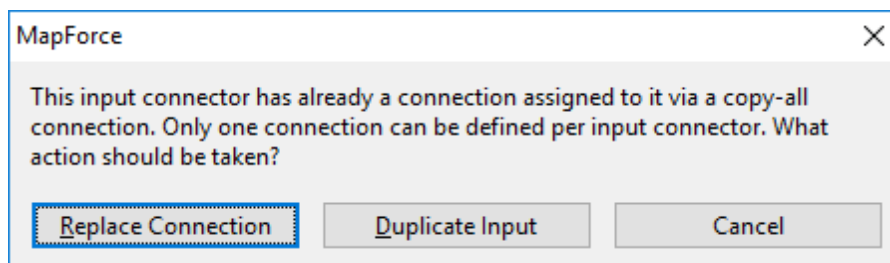 MapForce
This input connector has already a connection assigned to it via a copy-all
connection. Only one connection can be defined per input connector. What
action should be taken?
Replace Connection
Duplicate Input
Cancel